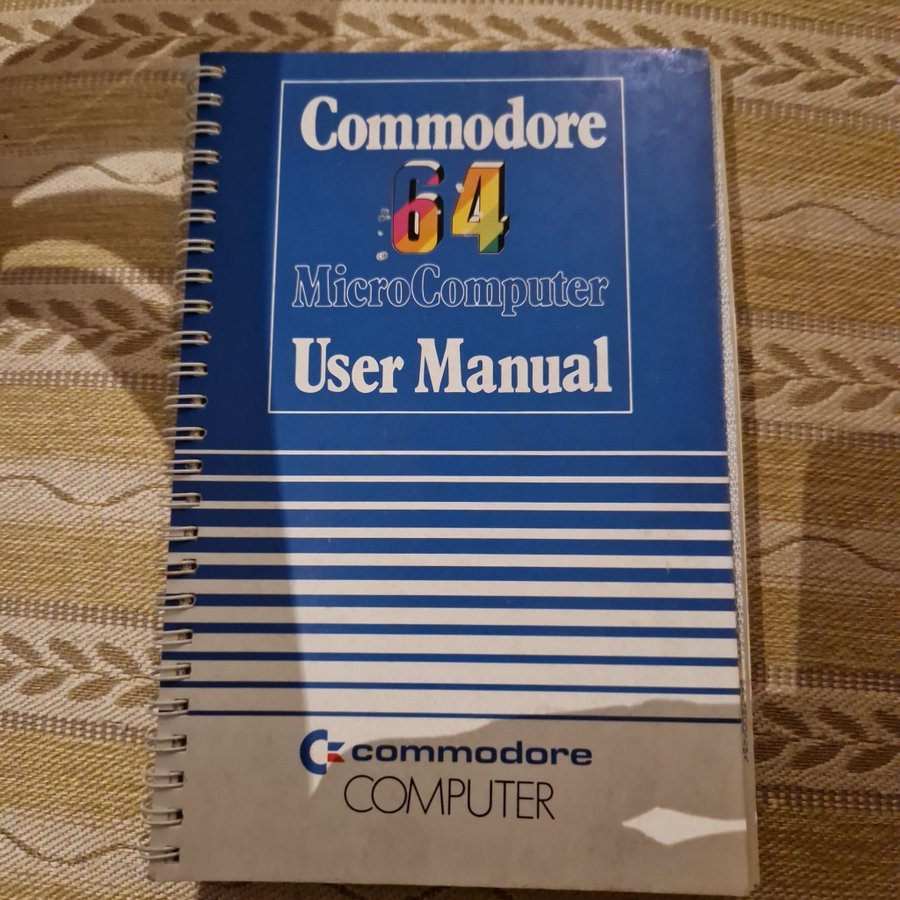 Commodore
64
MicroComputer
User Manual
commodore
COMPUTER